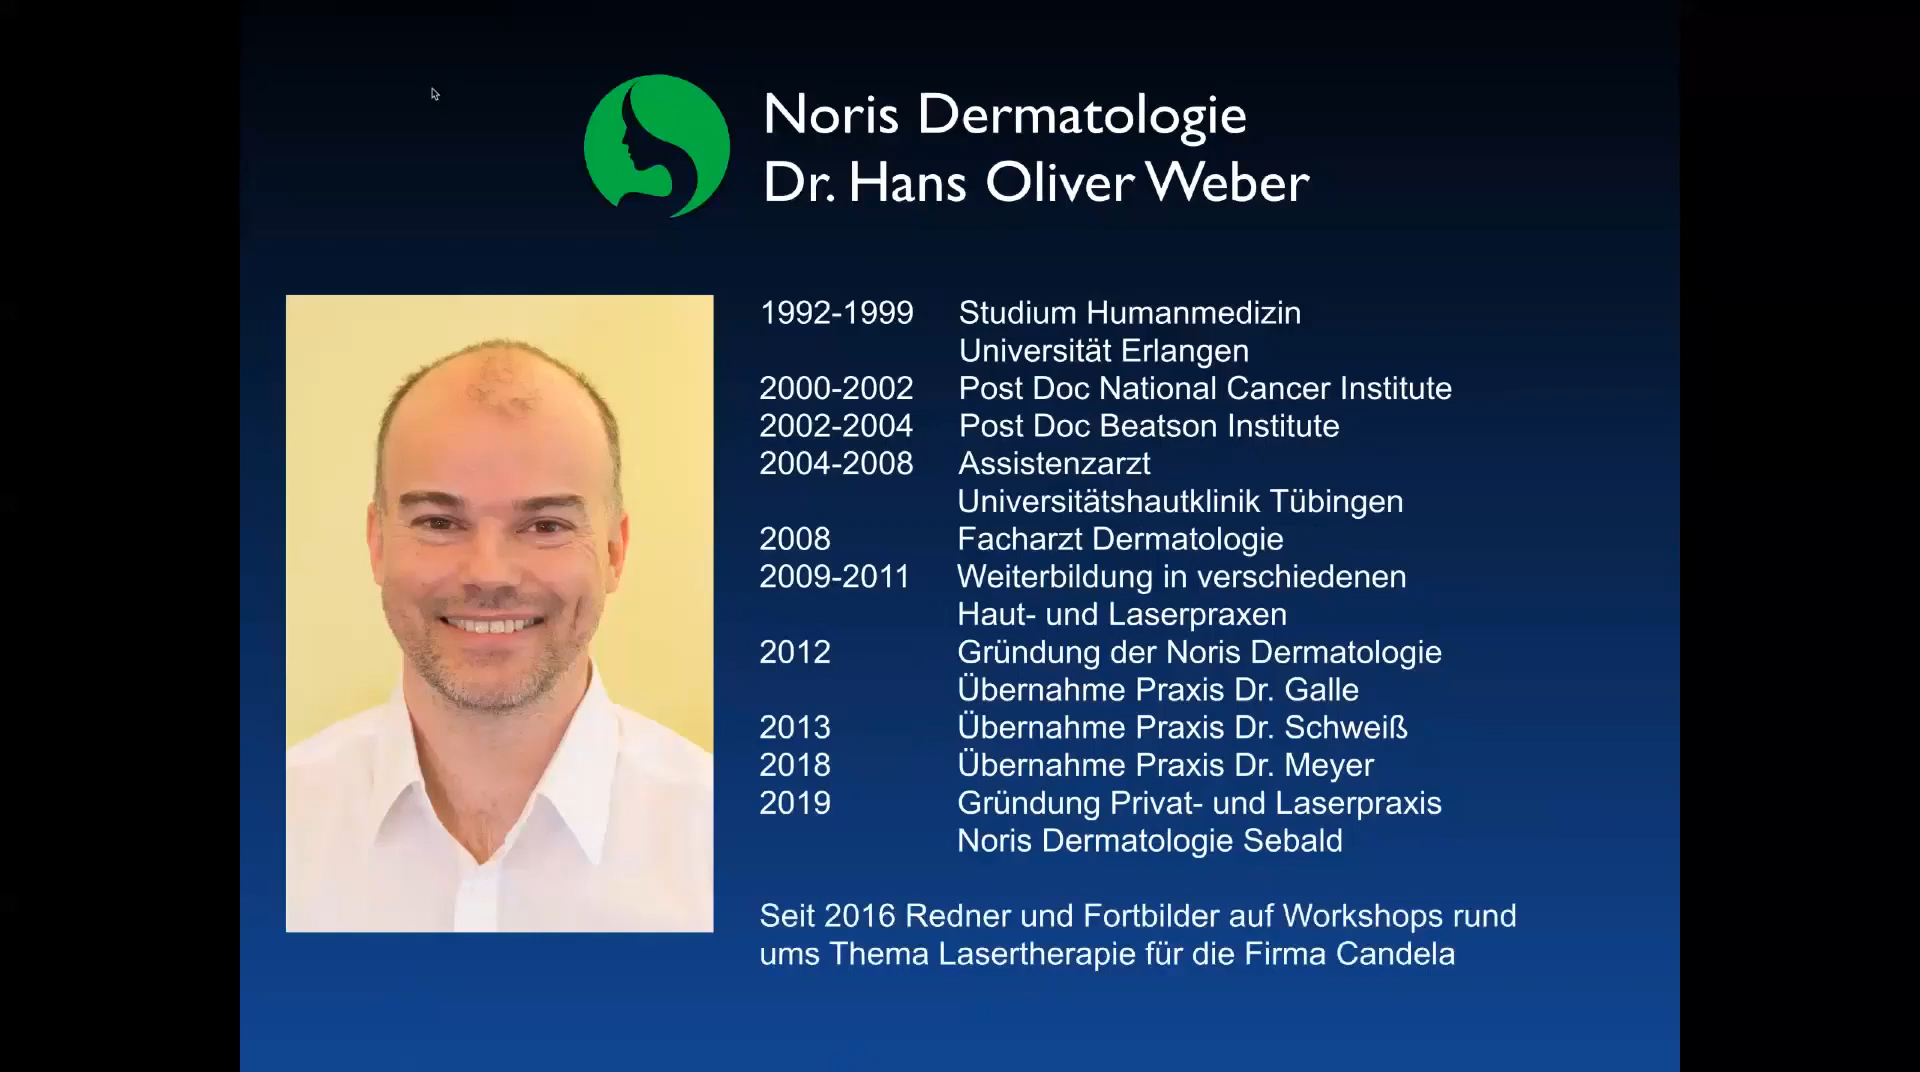 Noris Dermatologie
Dr. Hans Oliver Weber
1992-1999 Studium Humanmedizin
Universität Erlangen
2000-2002 Post Doc National Cancer Institute
2002-2004 Post Doc Beatson Institute
2004-2008 Assistenzarzt
Universitätshautklinik Tübingen
2008 Facharzt Dermatologie
2009-2011 Weiterbildung in verschiedenen
Haut- und Laserpraxen
2012 Gründung der Noris Dermatologie
Übernahme Praxis Dr. Galle
2013 Übernahme Praxis Dr. Schweiß
2018 Übernahme Praxis Dr. Meyer
2019 Gründung Privat- und Laserpraxis
Noris Dermatologie Sebald
Seit 2016 Redner und Fortbilder auf Workshops rund
ums Thema Lasertherapie für die Firma Candela